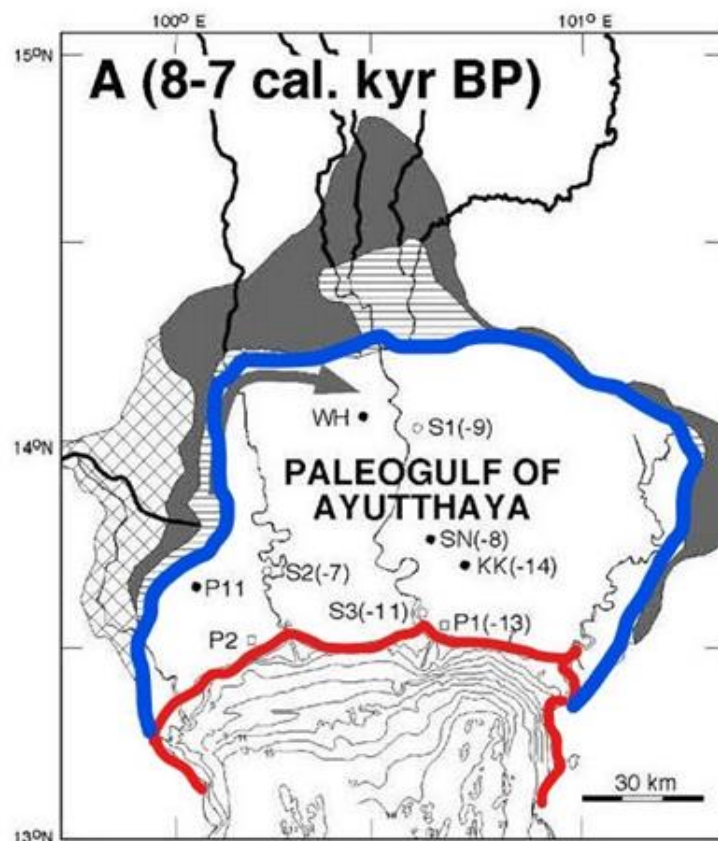 100° E 101° E
15°N
A (8-7 cal. kyr BP)
WH S1(-9)
14°N
PALEOGULF OF
AYUTTHAYA
SN(-8)
KK(-14)
S2(-7)
P11
S3(-11) P1(-13)
P2
30 km
13°N